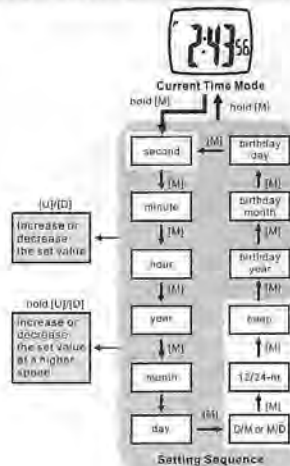 2:43 56
Current Time Mode
hold [M]
hold [M]
second
[M]
birthday
day
[M]
[M]
minute
birthday
month
[U]/[D]
Increase or
decrease
the set value
[M]
[M]
hour
birthday
year
[M]
[M]
hold [U]/[D]
increase or
decrease
the set value
at a higher
speed
year
beep
[M]
[M]
month
12/24-hr
[M]
[M]
day
[M]
D/M or M/D
Setting Sequence